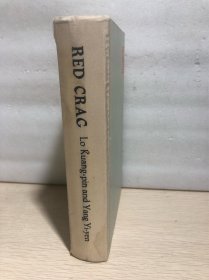 RED CRAG Lo Kuang-pin and Yang Yi-yen